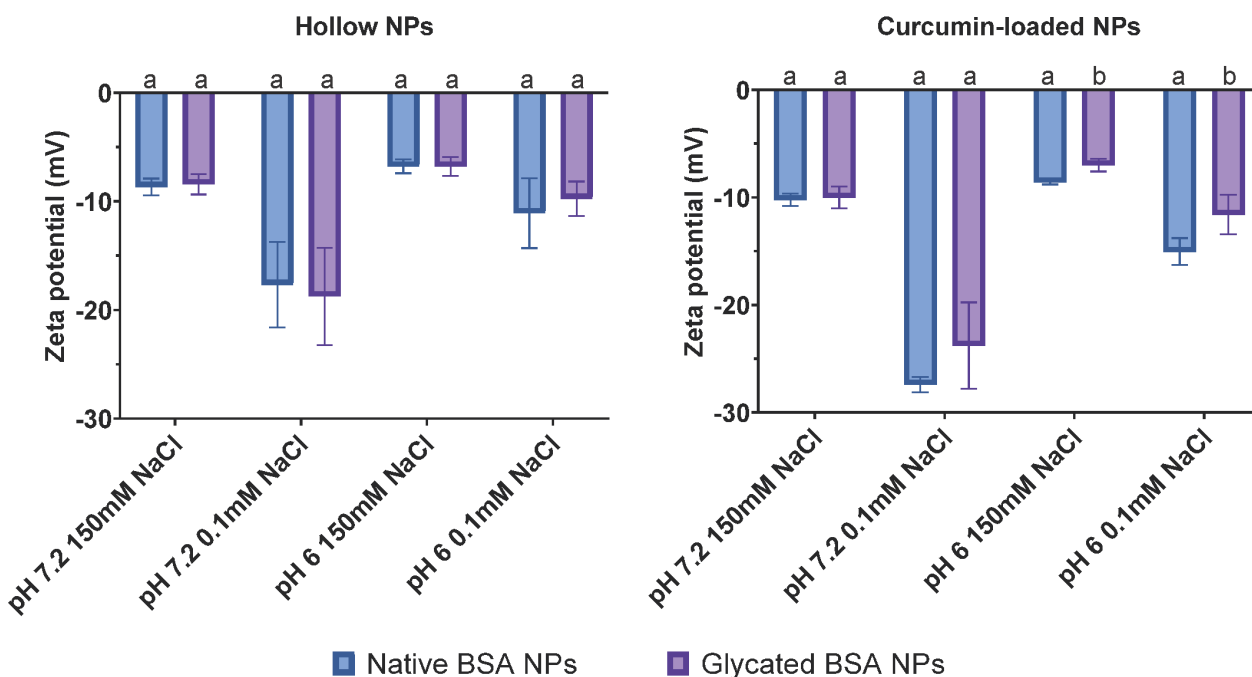 Hollow NPs
a a a a a a a a
Zeta potential (mV)
0
-10
-20
-30
pH 7.2 150mM NaCl
pH 7.2 0.1mM NaCl
pH 6 150mM NaCl
pH 6 0.1mM NaCl
Curcumin-loaded NPs
a a a a a b a b
Zeta potential (mV)
0
-10
-20
-30
pH 7.2 150mM NaCl
pH 7.2 0.1mM NaCl
pH 6 150mM NaCl
pH 6 0.1mM NaCl
Native BSA NPs
Glycated BSA NPs